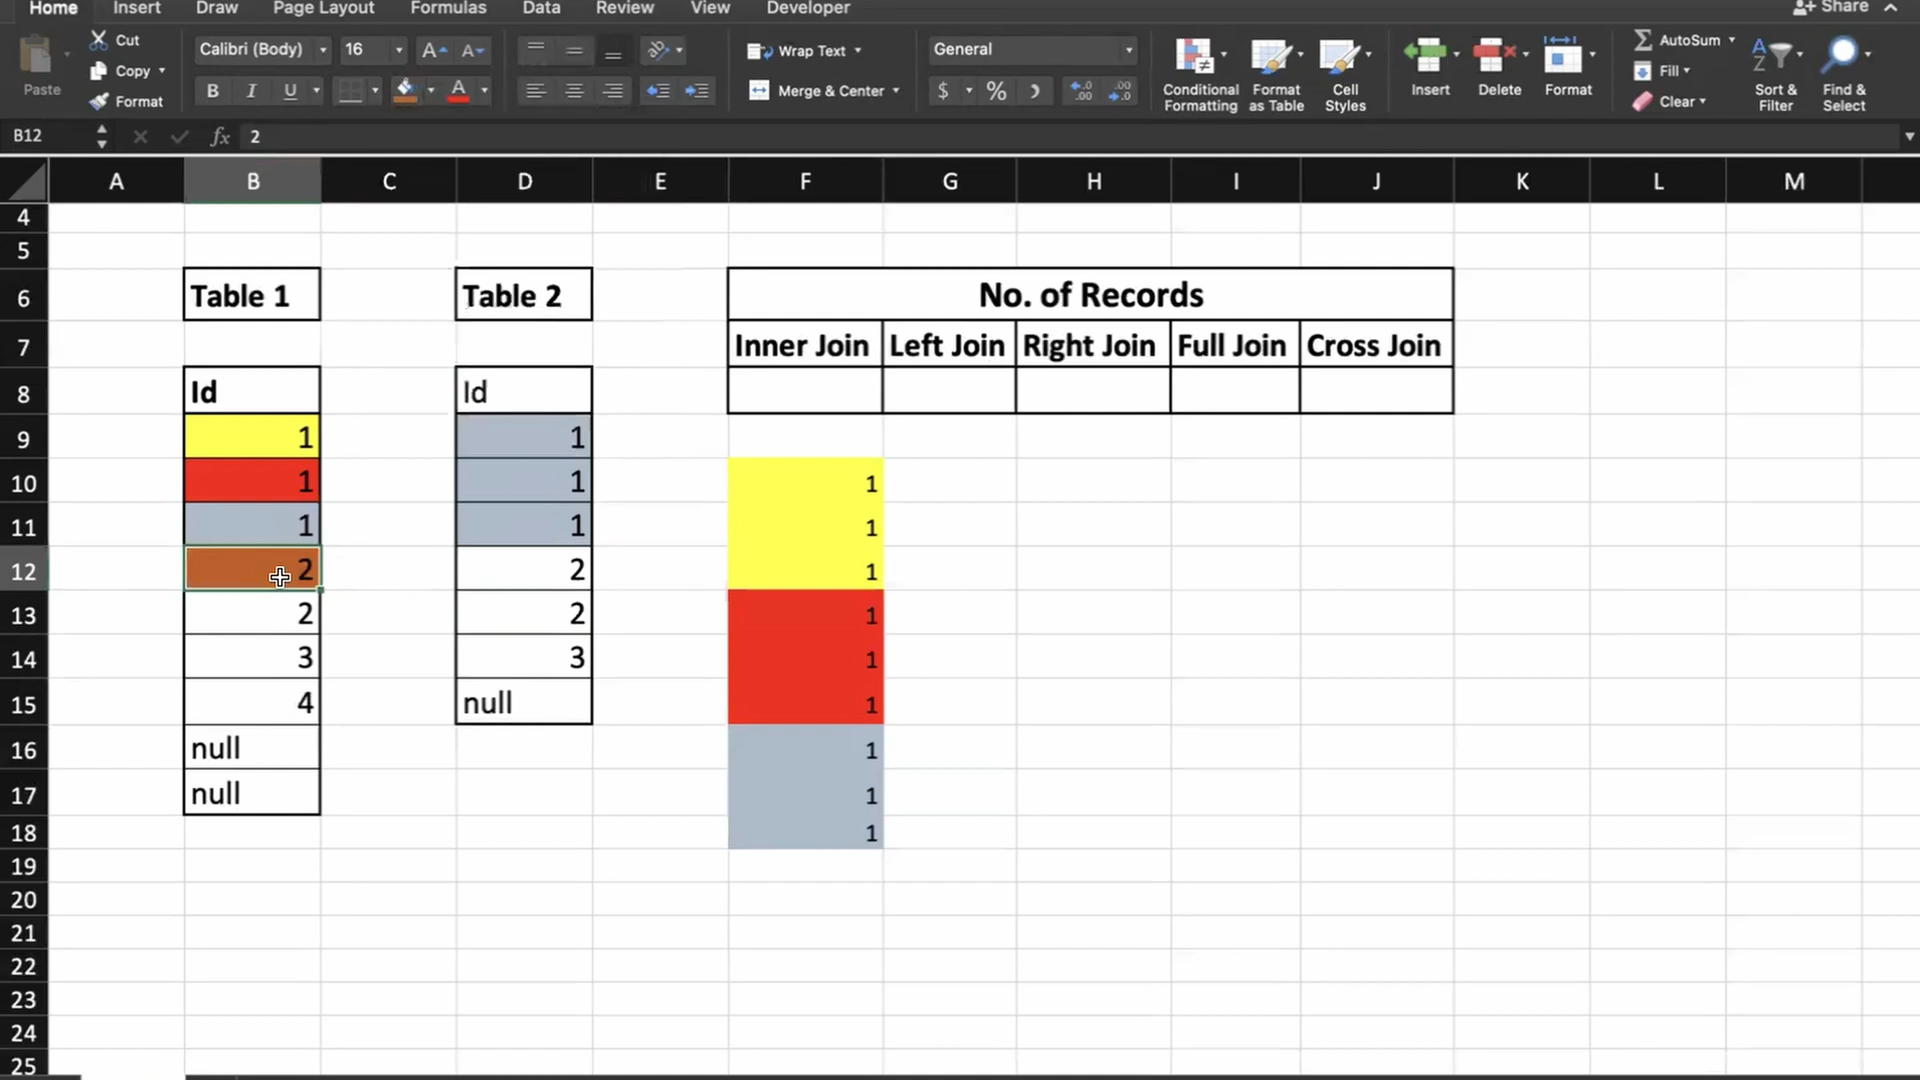 Home Insert Draw Page Layout Formulas Data Review View Developer Share
Paste Cut Copy Format
Calibri (Body) 16 A A
B I U A
Wrap Text
Merge & Center
General
$ %
Conditional Formatting
Format as Table
Cell Styles
Insert Delete Format
AutoSum
Fill
Clear
Sort & Filter
Find & Select
B12 fx 2
A B C D E F G H I J K L M
4
5
6 Table 1 Table 2 No. of Records
7 Inner Join Left Join Right Join Full Join Cross Join
8 Id Id
9 1 1
10 1 1 1
11 1 1 1
12 2 2 1
13 2 2 1
14 3 3 1
15 4 null 1
16 null 1
17 null 1
18 1
19
20
21
22
23
24
25